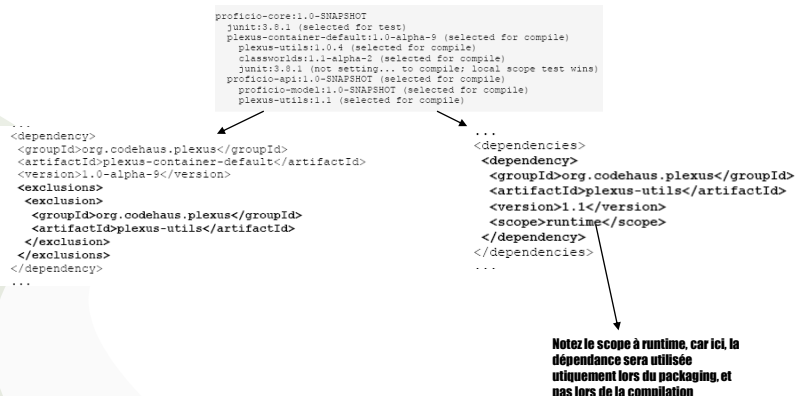 proficio-core:1.0-SNAPSHOT
junit:3.8.1 (selected for test)
plexus-container-default:1.0-alpha-9 (selected for compile)
plexus-utils:1.0.4 (selected for compile)
classworlds:1.1-alpha-2 (selected for compile)
junit:3.8.1 (not setting... to compile; local scope test wins)
proficio-api:1.0-SNAPSHOT (selected for compile)
proficio-model:1.0-SNAPSHOT (selected for compile)
plexus-utils:1.1 (selected for compile)
...
<dependency>
<groupId>org.codehaus.plexus</groupId>
<artifactId>plexus-container-default</artifactId>
<version>1.0-alpha-9</version>
<exclusions>
<exclusion>
<groupId>org.codehaus.plexus</groupId>
<artifactId>plexus-utils</artifactId>
</exclusion>
</exclusions>
</dependency>
...
...
<dependencies>
<dependency>
<groupId>org.codehaus.plexus</groupId>
<artifactId>plexus-utils</artifactId>
<version>1.1</version>
<scope>runtime</scope>
</dependency>
</dependencies>
...
Notez le scope à runtime, car ici, la
dépendance sera utilisée
utiquement lors du packaging, et
pas lors de la compilation